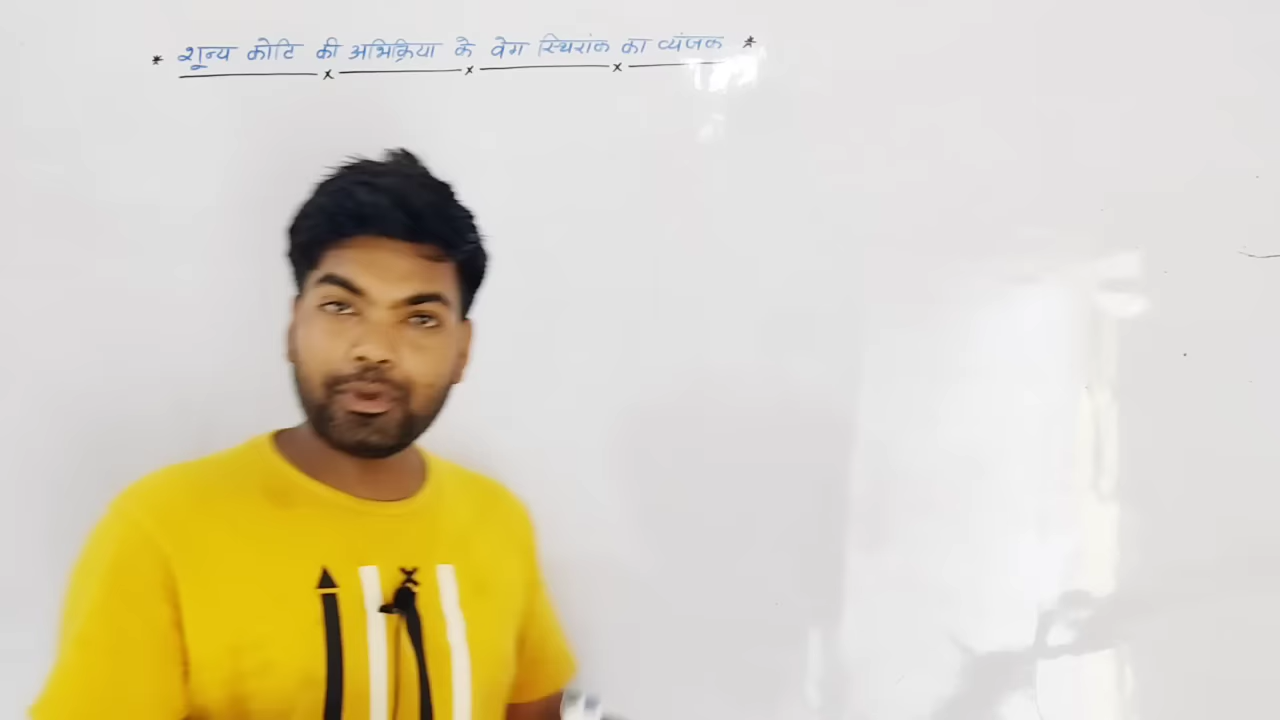 * शून्य कोटि की अभिक्रिया के वेग स्थिरांक का व्यंजक *